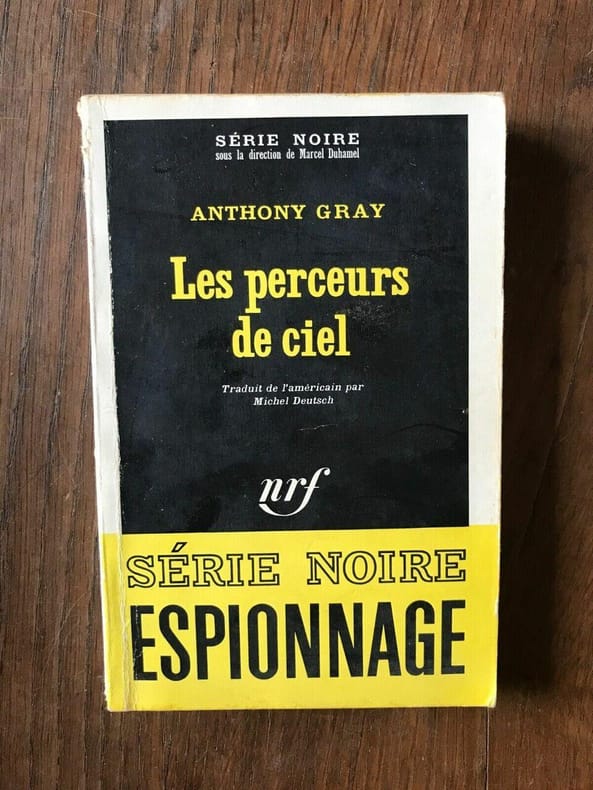 SÉRIE NOIRE
sous la direction de Marcel Duhamel
ANTHONY GRAY
Les perceurs
de ciel
Traduit de l'américain par
Michel Deutsch
nrf
SÉRIE NOIRE
ESPIONNAGE